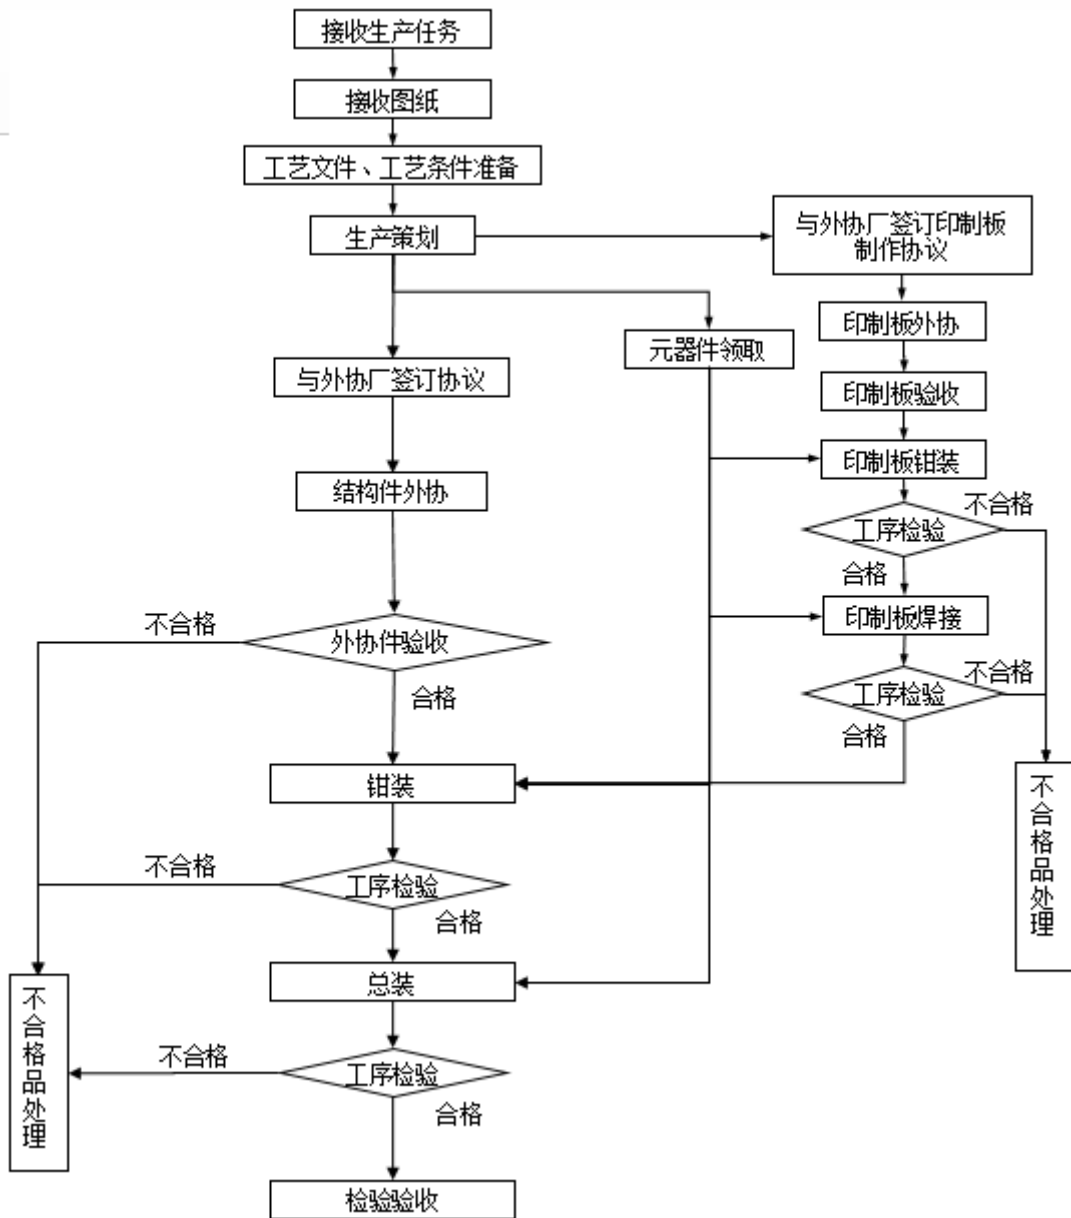 接收生产任务
接收图纸
工艺文件、工艺条件准备
生产策划
与外协厂签订印制板
制作协议
印制板外协
元器件领取
与外协厂签订协议
印制板验收
印制板钳装
结构件外协
不合格
工序检验
合格
印制板焊接
不合格
外协件验收
不合格
工序检验
合格
合格
钳装
不合格品处理
不合格
工序检验
合格
总装
不合格品处理
不合格
工序检验
合格
检验验收